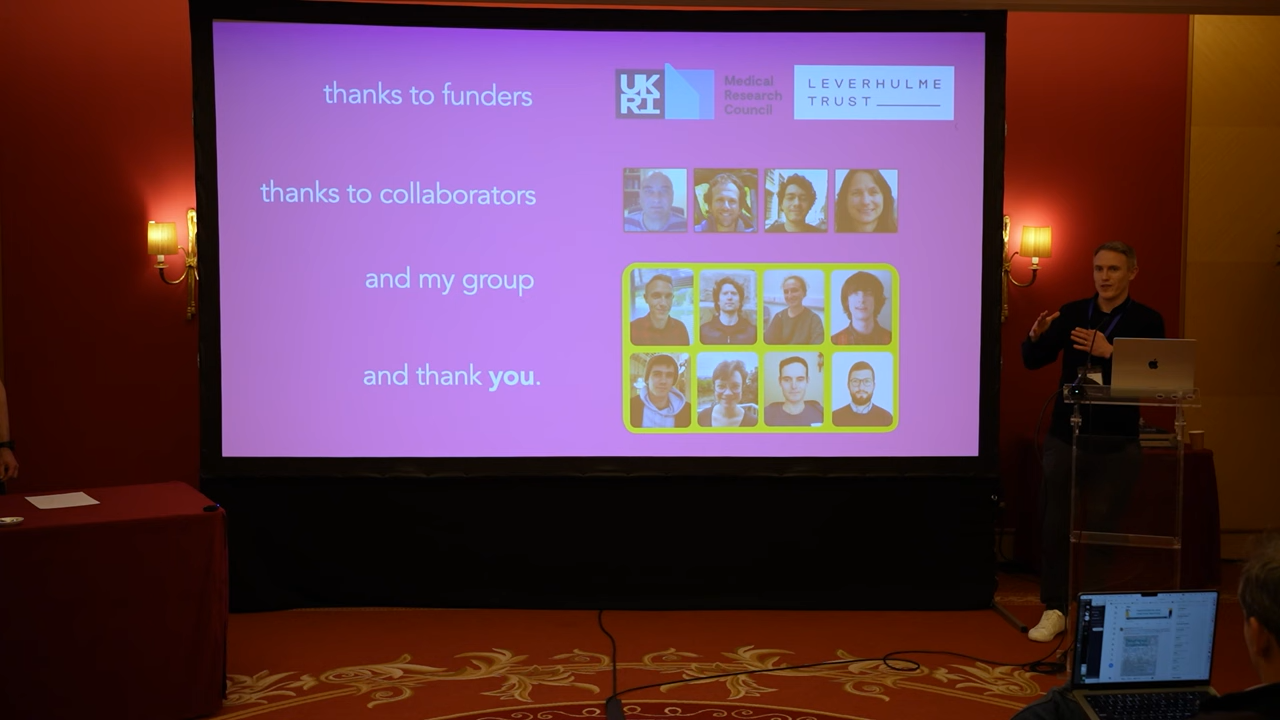 thanks to funders
UK
RI
Medical
Research
Council
LEVERHULME
TRUST
thanks to collaborators
and my group
and thank you.